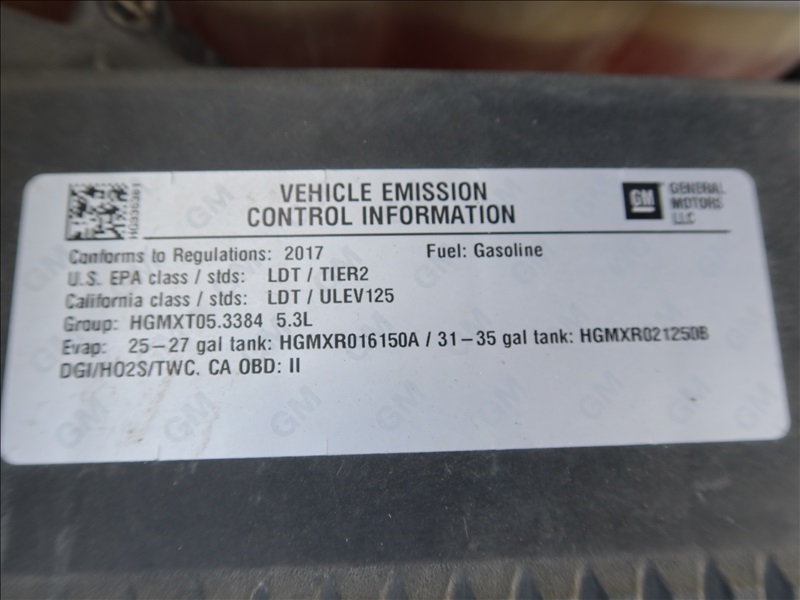 VEHICLE EMISSION
CONTROL INFORMATION
GM
GENERAL
MOTORS
LLC
Conforms to Regulations: 2017 Fuel: Gasoline
U.S. EPA class / stds: LDT / TIER2
California class / stds: LDT / ULEV125
Group: HGMXT05.3384 5.3L
Evap: 25-27 gal tank: HGMXR016150A / 31-35 gal tank: HGMXR021250B
DGI/HO2S/TWC. CA OBD: II